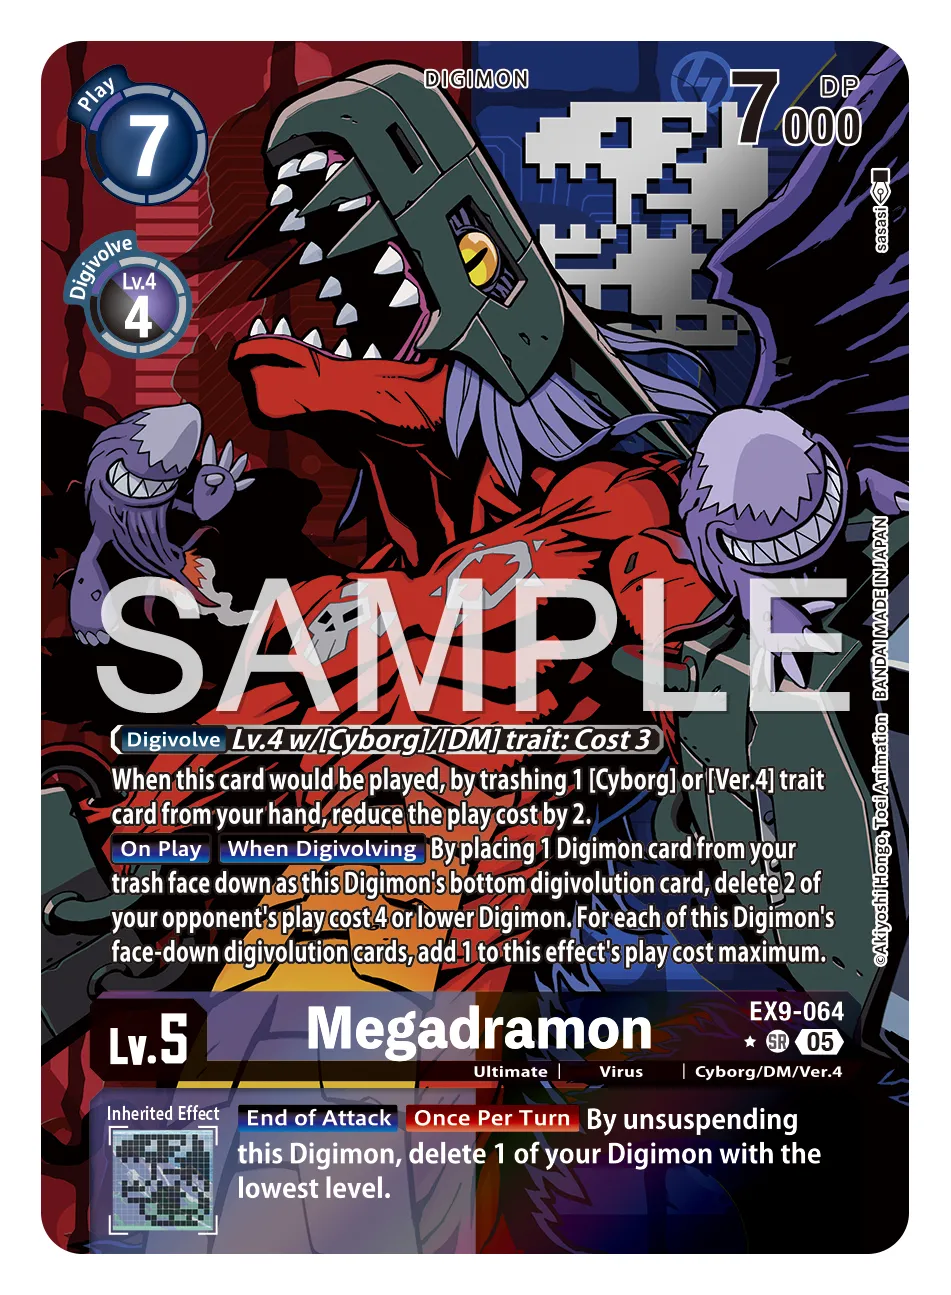 DIGIMON
Play
7
7000
DP
Digivolve
Lv.4
4
sasasi
SAMPLE
©Akiyoshi Hongo, Toei Animation BANDAI MADE IN JAPAN
Digivolve Lv.4 w/[Cyborg]/[DM] trait: Cost 3
When this card would be played, by trashing 1 [Cyborg] or [Ver.4] trait
card from your hand, reduce the play cost by 2.
On Play When Digivolving By placing 1 Digimon card from your
trash face down as this Digimon's bottom digivolution card, delete 2 of
your opponent's play cost 4 or lower Digimon. For each of this Digimon's
face-down digivolution cards, add 1 to this effect's play cost maximum.
Lv.5
Megadramon
EX9-064
★ SR 05
Ultimate | Virus | Cyborg/DM/Ver.4
Inherited Effect
End of Attack Once Per Turn By unsuspending
this Digimon, delete 1 of your Digimon with the
lowest level.